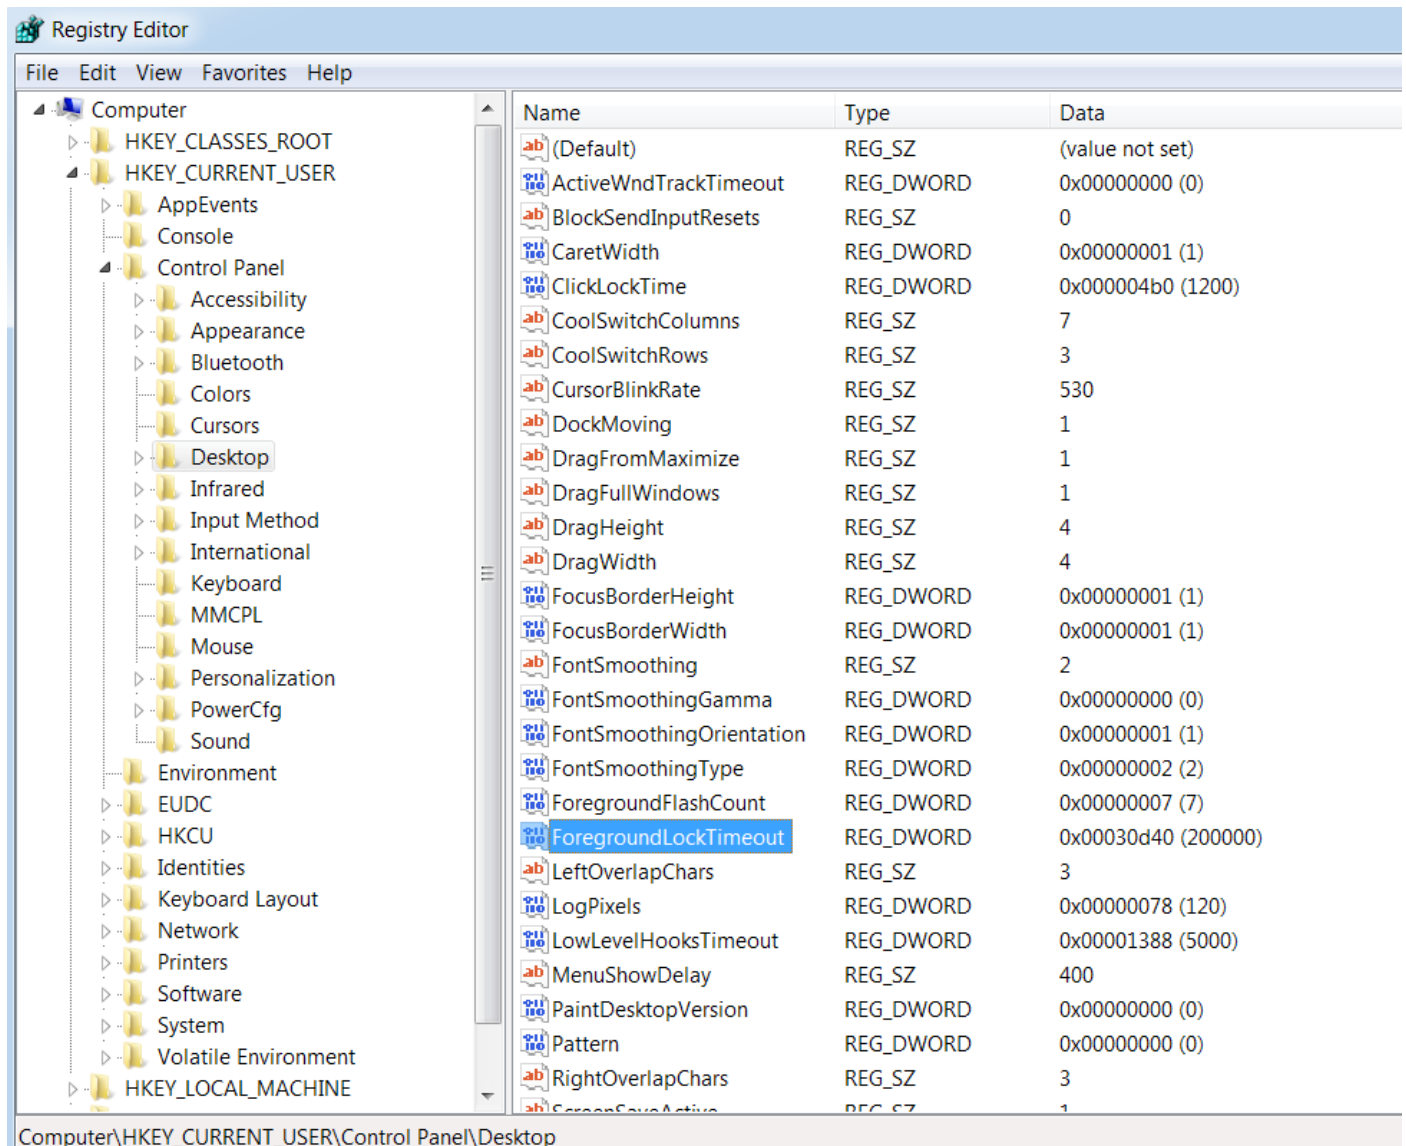 Registry Editor
File Edit View Favorites Help
Computer
HKEY_CLASSES_ROOT
HKEY_CURRENT_USER
AppEvents
Console
Control Panel
Accessibility
Appearance
Bluetooth
Colors
Cursors
Desktop
Infrared
Input Method
International
Keyboard
MMCPL
Mouse
Personalization
PowerCfg
Sound
Environment
EUDC
HKCU
Identities
Keyboard Layout
Network
Printers
Software
System
Volatile Environment
HKEY_LOCAL_MACHINE
Name Type Data
(Default) REG_SZ (value not set)
ActiveWndTrackTimeout REG_DWORD 0x00000000 (0)
BlockSendInputResets REG_SZ 0
CaretWidth REG_DWORD 0x00000001 (1)
ClickLockTime REG_DWORD 0x000004b0 (1200)
CoolSwitchColumns REG_SZ 7
CoolSwitchRows REG_SZ 3
CursorBlinkRate REG_SZ 530
DockMoving REG_SZ 1
DragFromMaximize REG_SZ 1
DragFullWindows REG_SZ 1
DragHeight REG_SZ 4
DragWidth REG_SZ 4
FocusBorderHeight REG_DWORD 0x00000001 (1)
FocusBorderWidth REG_DWORD 0x00000001 (1)
FontSmoothing REG_SZ 2
FontSmoothingGamma REG_DWORD 0x00000000 (0)
FontSmoothingOrientation REG_DWORD 0x00000001 (1)
FontSmoothingType REG_DWORD 0x00000002 (2)
ForegroundFlashCount REG_DWORD 0x00000007 (7)
ForegroundLockTimeout REG_DWORD 0x00030d40 (200000)
LeftOverlapChars REG_SZ 3
LogPixels REG_DWORD 0x00000078 (120)
LowLevelHooksTimeout REG_DWORD 0x00001388 (5000)
MenuShowDelay REG_SZ 400
PaintDesktopVersion REG_DWORD 0x00000000 (0)
Pattern REG_DWORD 0x00000000 (0)
RightOverlapChars REG_SZ 3
ScreenSaveActive REG_SZ 1
Computer\HKEY_CURRENT_USER\Control Panel\Desktop